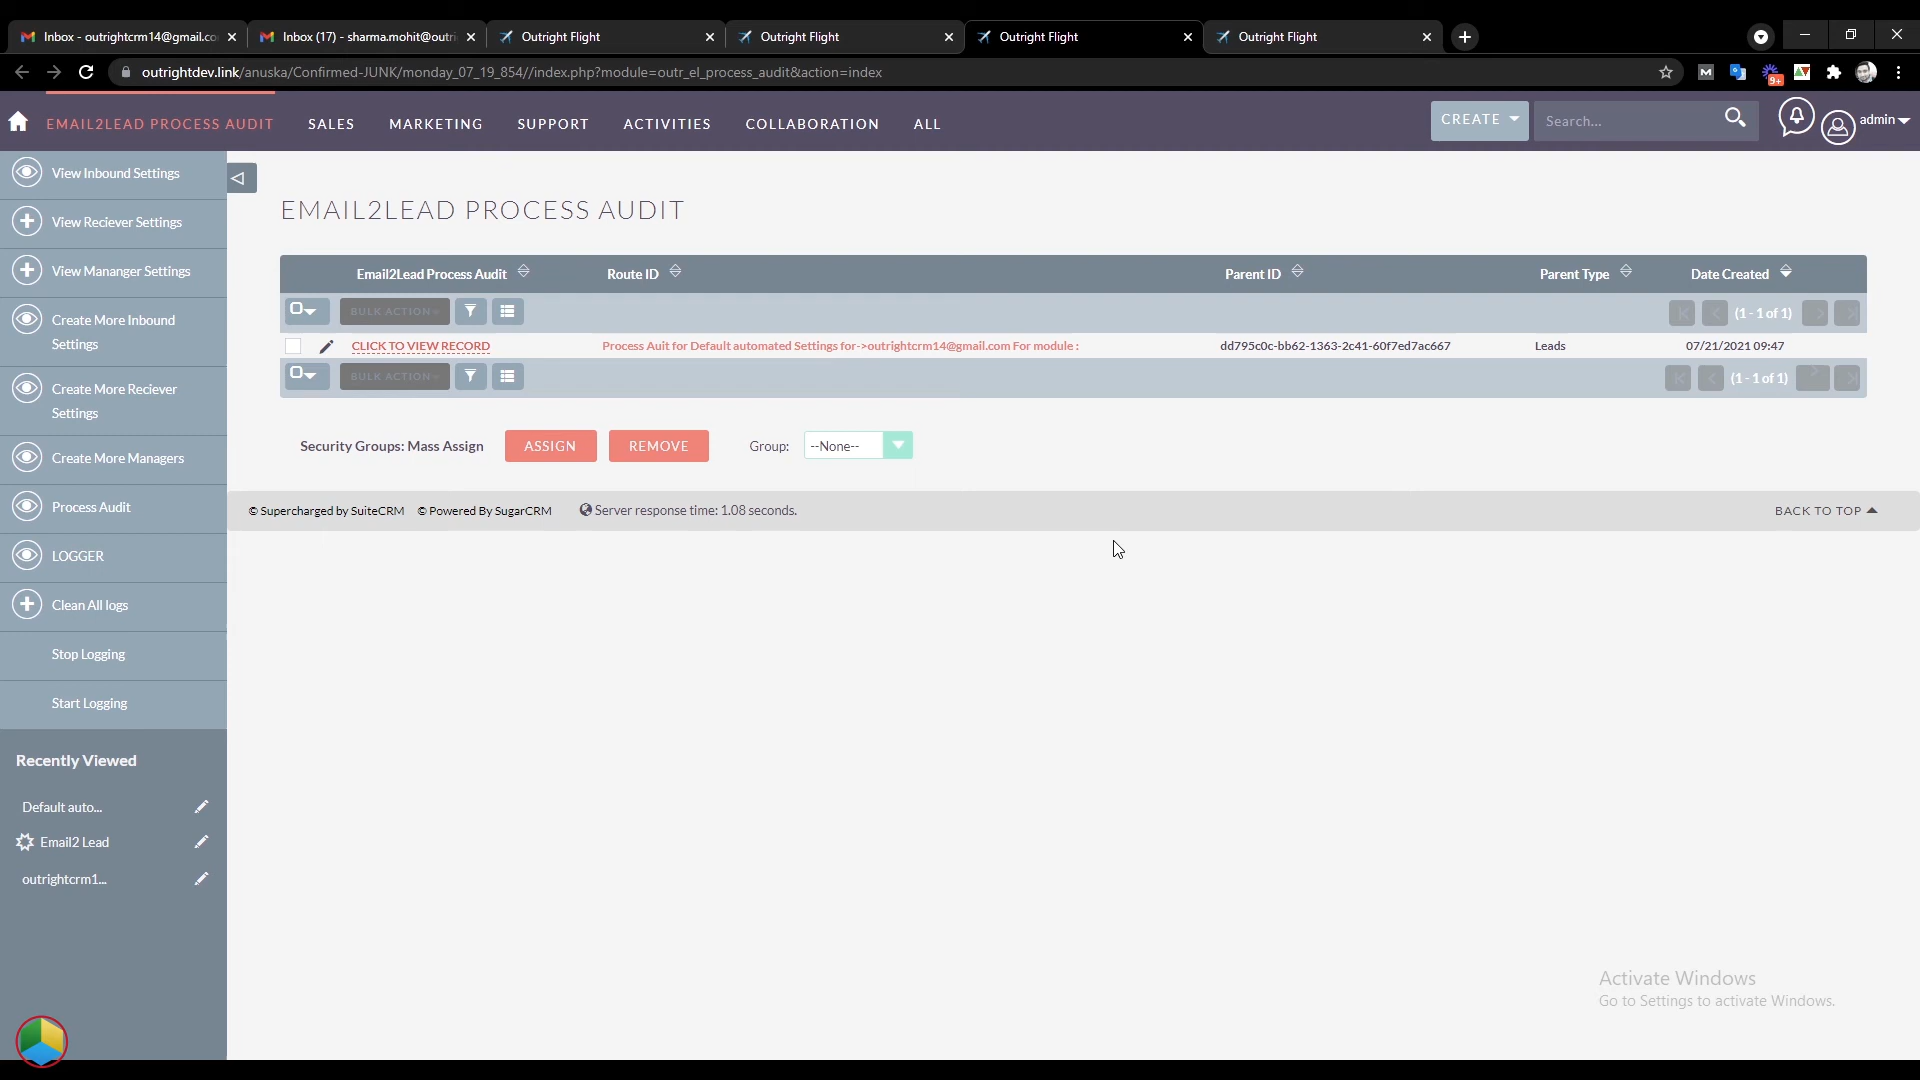 Inbox - outrightcrm14@gmail.co
Inbox (17) - sharma.mohit@outri
Outright Flight
Outright Flight
Outright Flight
Outright Flight
outrightdev.link/anuska/Confirmed-JUNK/monday_07_19_854//index.php?module=outr_el_process_audit&action=index
M
9+
EMAIL2LEAD PROCESS AUDIT
SALES
MARKETING
SUPPORT
ACTIVITIES
COLLABORATION
ALL
CREATE
Search...
admin
View Inbound Settings
View Reciever Settings
View Mananger Settings
Create More Inbound
Settings
Create More Reciever
Settings
Create More Managers
Process Audit
LOGGER
Clean All logs
Stop Logging
Start Logging
Recently Viewed
Default auto...
Email2 Lead
outrightcrm1...
EMAIL2LEAD PROCESS AUDIT
Email2Lead Process Audit
Route ID
Parent ID
Parent Type
Date Created
BULK ACTION
(1 - 1 of 1)
CLICK TO VIEW RECORD
Process Auit for Default automated Settings for->outrightcrm14@gmail.com For module :
dd795c0c-bb62-1363-2c41-60f7ed7ac667
Leads
07/21/2021 09:47
BULK ACTION
(1 - 1 of 1)
Security Groups: Mass Assign
ASSIGN
REMOVE
Group:
--None--
© Supercharged by SuiteCRM
© Powered By SugarCRM
Server response time: 1.08 seconds.
BACK TO TOP
Activate Windows
Go to Settings to activate Windows.